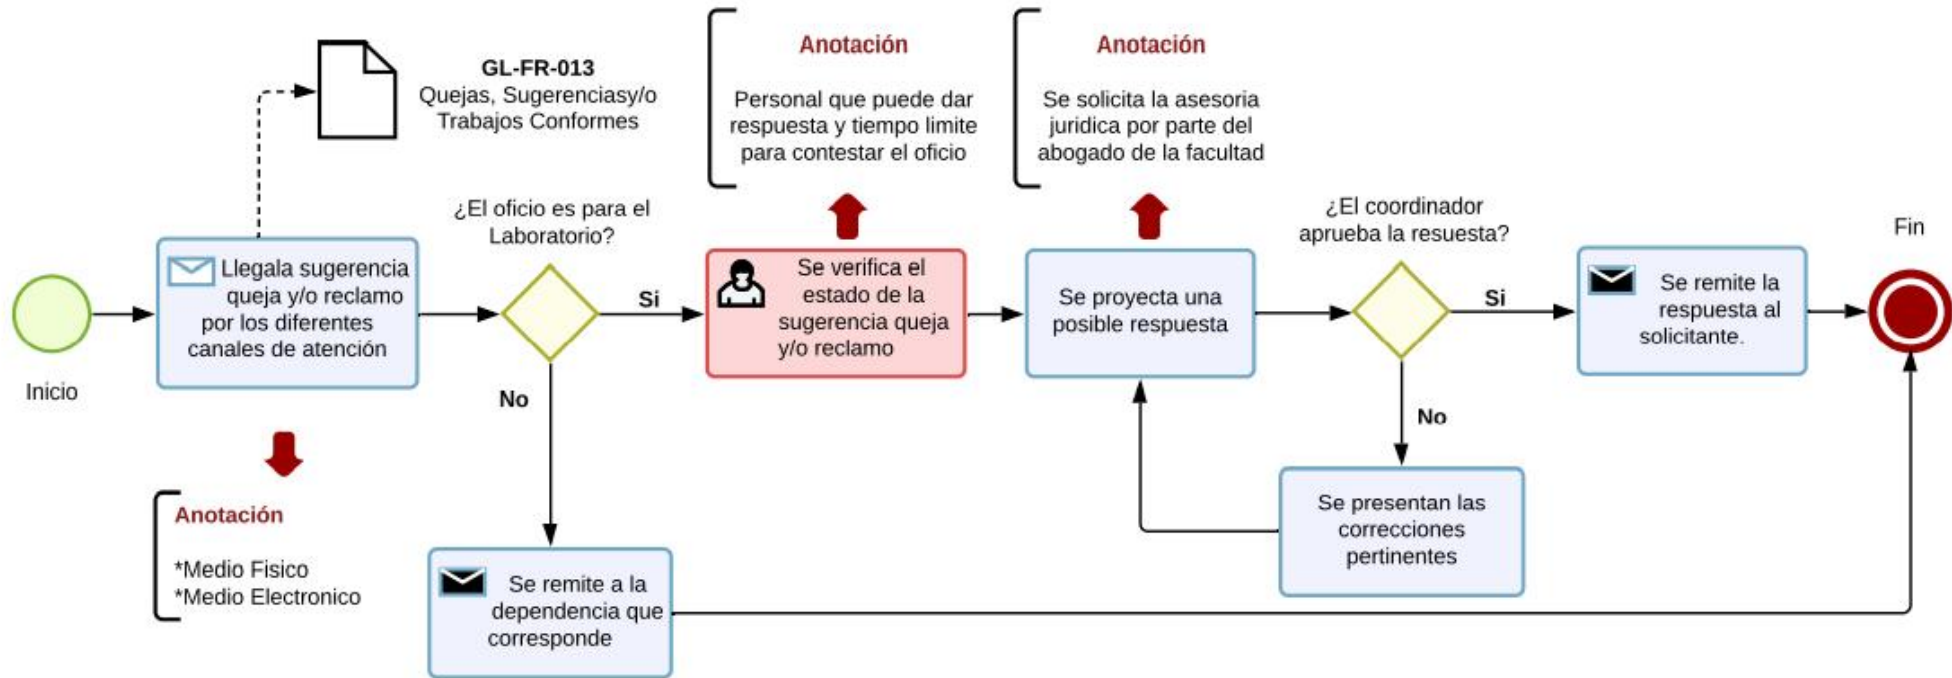 GL-FR-013
Quejas, Sugerenciasy/o
Trabajos Conformes
Anotación
Personal que puede dar
respuesta y tiempo limite
para contestar el oficio
Anotación
Se solicita la asesoria
juridica por parte del
abogado de la facultad
¿El oficio es para el
Laboratorio?
¿El coordinador
aprueba la resuesta?
Fin
Inicio
Llegala sugerencia
queja y/o reclamo
por los diferentes
canales de atención
Si
Se verifica el
estado de la
sugerencia queja
y/o reclamo
Se proyecta una
posible respuesta
Si
Se remite la
respuesta al
solicitante.
No
No
Anotación
*Medio Fisico
*Medio Electronico
Se remite a la
dependencia que
corresponde
Se presentan las
correcciones
pertinentes